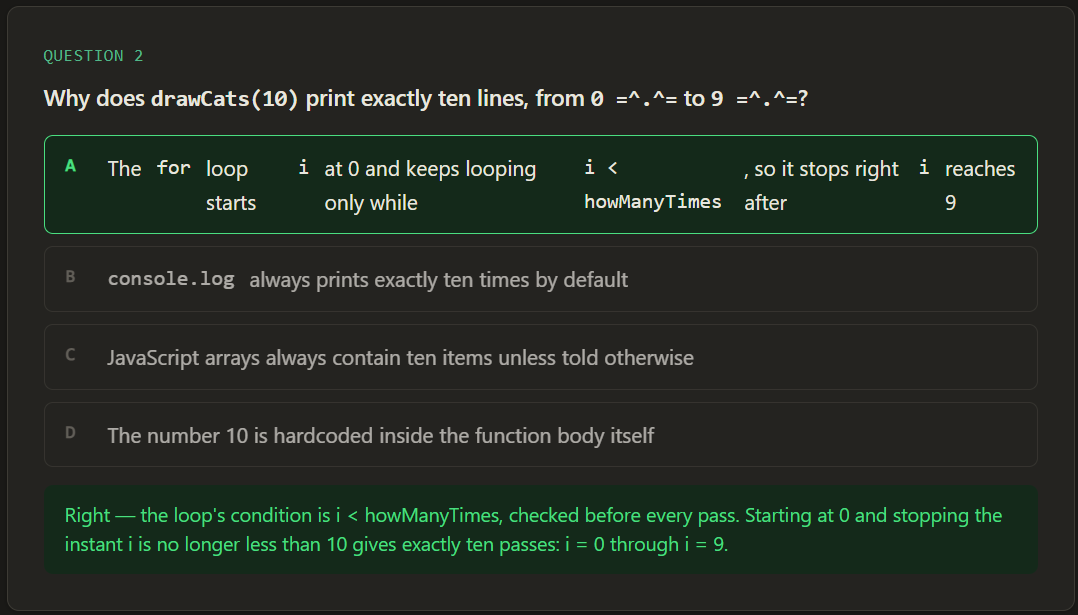 QUESTION 2
Why does drawCats(10) print exactly ten lines, from 0 =^.^= to 9 =^.^=?
A The for loop starts i at 0 and keeps looping only while i < howManyTimes , so it stops right after i reaches 9
B console.log always prints exactly ten times by default
C JavaScript arrays always contain ten items unless told otherwise
D The number 10 is hardcoded inside the function body itself
Right — the loop's condition is i < howManyTimes, checked before every pass. Starting at 0 and stopping the
instant i is no longer less than 10 gives exactly ten passes: i = 0 through i = 9.